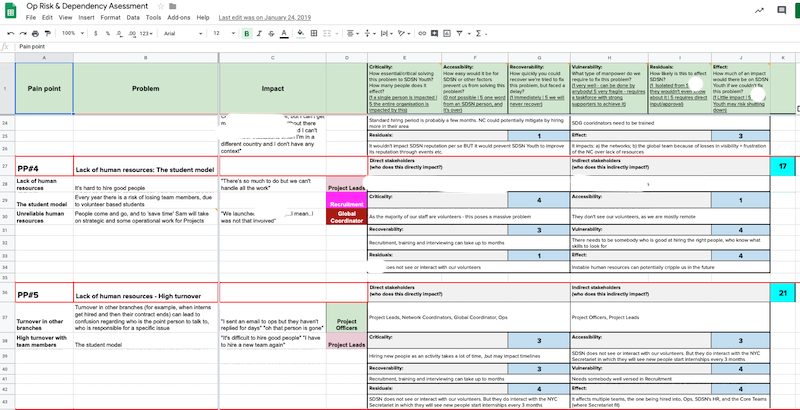 Op Risk & Dependency Asessment
File Edit View Insert Format Data Tools Add-ons Help Last edit was on January 24, 2019
100% $ % .0 .00 123 Arial 12 B I S A
fx Pain point
A B C D E F G H I J K
1
Pain point
Problem
Impact
Criticality:
How essential/critical solving
this problem to SDSN Youth?
How many people does it
affect?
(1 a single person is impacted |
5 the entire organisation is
impacted by this)
Accessibility:
How easy would it be for
SDSN or other factors
prevent us from solving this
problem?
(0 not possible | 5 one word
from an SDSN person, and
it's over)
Recoverability:
How quickly you could
recover we're tried to fix
this problem, but faced a
delay?
(1 immediately | 5 we will
never recover)
Vulnerability:
What type of manpower do we
require to fix this problem?
(1 very well - can be done by
anybody| 5 very fragile - requires
a taskforce with strong
supporters to achieve it)
Residuals:
How likely is this to affect
SDSN?
(1 Isolated from
they wouldn't even
about it | 5 requires direct
input/approval)
Effect:
How much of an impact
would there be on SDSN
Youth if we couldn't fix
this problem?
(1 Little impact | 5
Youth may risk shutting
down)
24
but I can't get
out there
I can't
I'm in a
different country and I don't have any
context"
Standard hiring period is probably a few months. NC could potentially mitigate by hiring
more in their area
SDG coordinators need to be trained
25
Residuals: 1 Effect: 3
26
It wouldn't impact SDSN reputation per se BUT it would prevent SDSN Youth to improve
its reputation through events etc.
It impacts: a) the networks; b) the global team because of losses in visibility + frustration
of the NC over lack of resources
27
PP#4 Lack of human resources: The student model
Direct stakeholders
(who does this directly impact?)
Indirect stakeholders
(who does this indirectly impact?)
17
28
Lack of human
resources
It's hard to hire good people
"There's so much to do but we can't
handle all the work"
Project Leads
29
The student model
Every year there is a risk of losing team members, due
to volunteer based students
Recruitment
Criticality: 4 Accessibility: 1
30
Unreliable human
resources
People come and go, and to 'save time' Sam will take
on strategic and some operational work for Projects
"We launche
I mean..I
was not that involved"
Global
Coordinator
As the majority of our staff are volunteers - this poses a massive problem
They don't see our volunteers, as we are mostly remote
31
Recoverability: 3 Vulnerability: 4
32
Recruitment, training and interviewing can take up to months
There needs to be somebody who is good at hiring the right people, who know what
skills to look for
33
Residuals: 1 Effect: 4
34
does not see or interact with our volunteers
Instable human resources can potentially cripple us in the future
35
36
PP#5 Lack of human resources - High turnover
Direct stakeholders
(who does this directly impact?)
Indirect stakeholders
(who does this indirectly impact?)
21
37
Turnover in other
branches
Turnover in other branches (for example, when interns
get hired and then their contract ends) can lead to
confusion regarding who is the point person to talk to,
who is responsible for a specific issue
"I sent an email to ops but they haven't
replied for days" "oh that person is gone"
Project
Officers
Project Leads, Network Coordinators, Global Coordinator, Ops
Project Officers, Project Leads
38
High turnover with
team members
The student model
"It's difficult to hire good people" "I have
to hire a new team again"
Project Leads
Criticality: 3 Accessibility: 3
39
Hiring new people as an activity takes a lot of time, ,but may impact timelines
SDSN does not see or interact with our volunteers. But they do interact with the NYC
Secretariat in which they will see new people start internships every 3 months
40
Recoverability: 3 Vulnerability: 4
41
Recruitment, training and interviewing can take up to months
Needs somebody well versed in Recruitment
42
Residuals: 4 Effect: 4
43
SDSN does not see or interact with our volunteers. But they do interact with the NYC
Secretariat in which they will see new people start internships every 3 months
It affects multiple teams, the one being hired into, Ops, SDSN's HR, and the Core Teams
(where Secretariat fit)